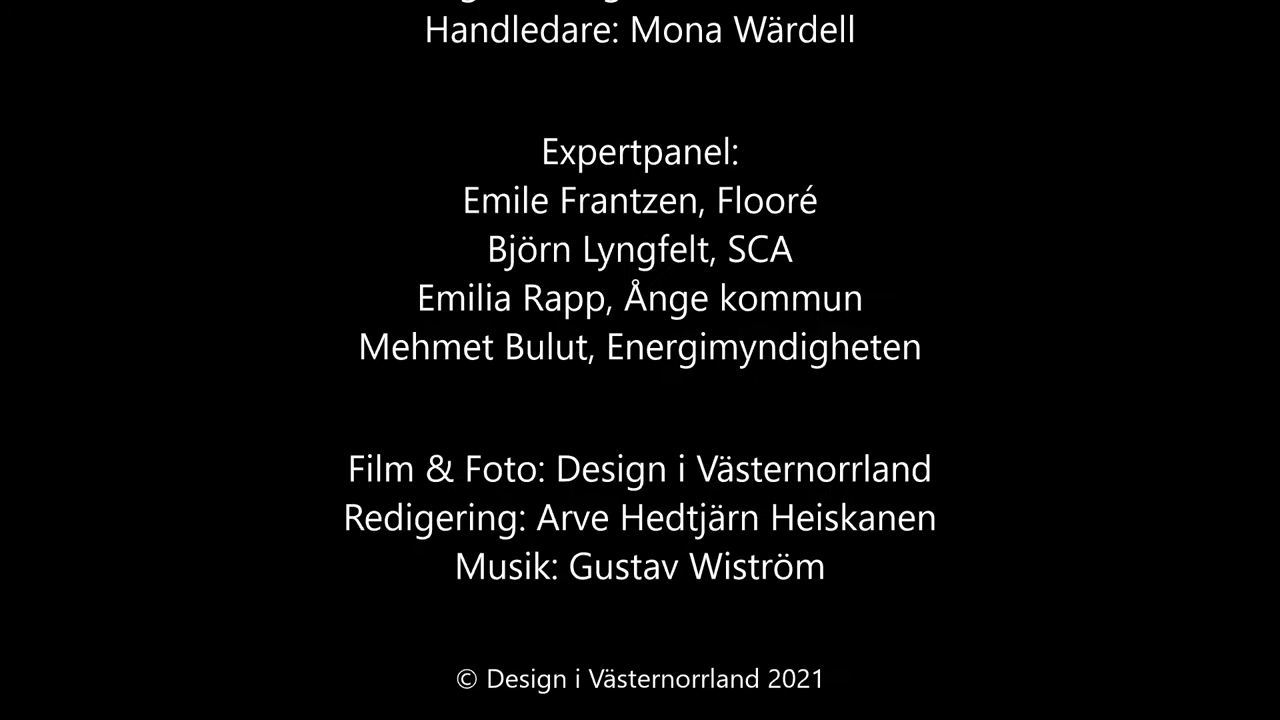 Handledare: Mona Wärdell
Expertpanel:
Emile Frantzen, Flooré
Björn Lyngfelt, SCA
Emilia Rapp, Ånge kommun
Mehmet Bulut, Energimyndigheten
Film & Foto: Design i Västernorrland
Redigering: Arve Hedtjärn Heiskanen
Musik: Gustav Wiström
© Design i Västernorrland 2021